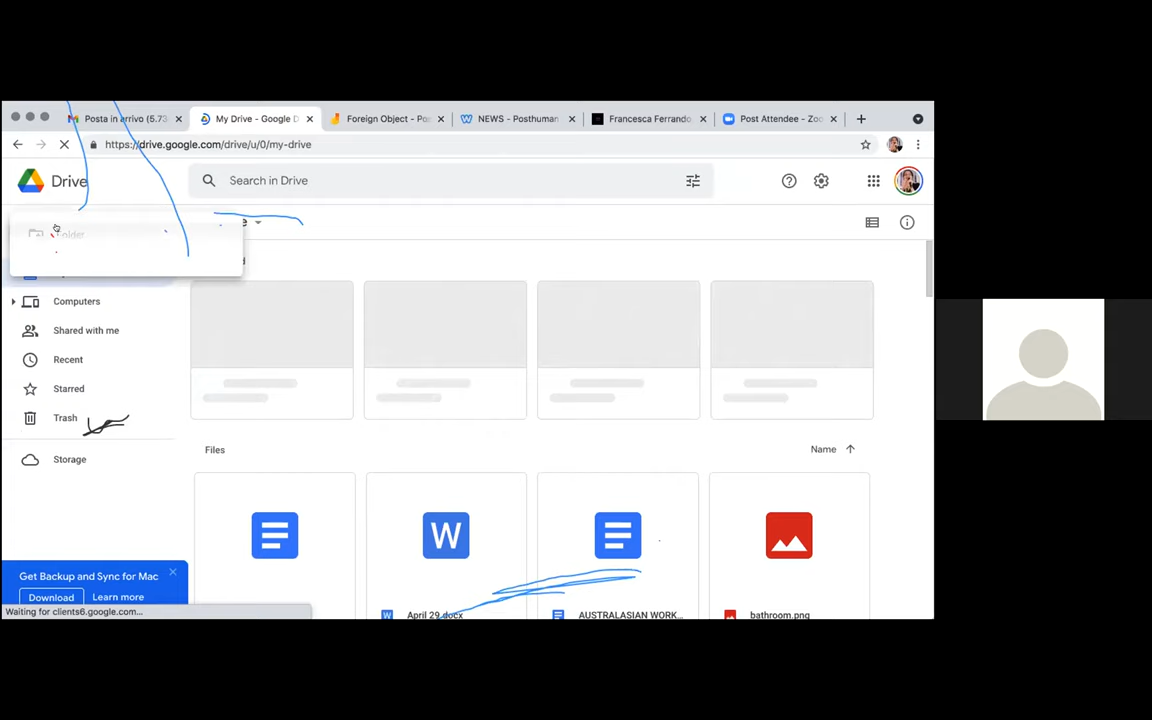 Posta in arrivo (5.73
My Drive - Google D
Foreign Object - Po
NEWS - Posthuman
Francesca Ferrando
Post Attendee - Zoo
https://drive.google.com/drive/u/0/my-drive
Drive
Search in Drive
Folder
Computers
Shared with me
Recent
Starred
Trash
Storage
Files
Name
Get Backup and Sync for Mac
Download Learn more
Waiting for clients6.google.com...
W
W April 29.docx
AUSTRALASIAN WORK...
bathroom.png